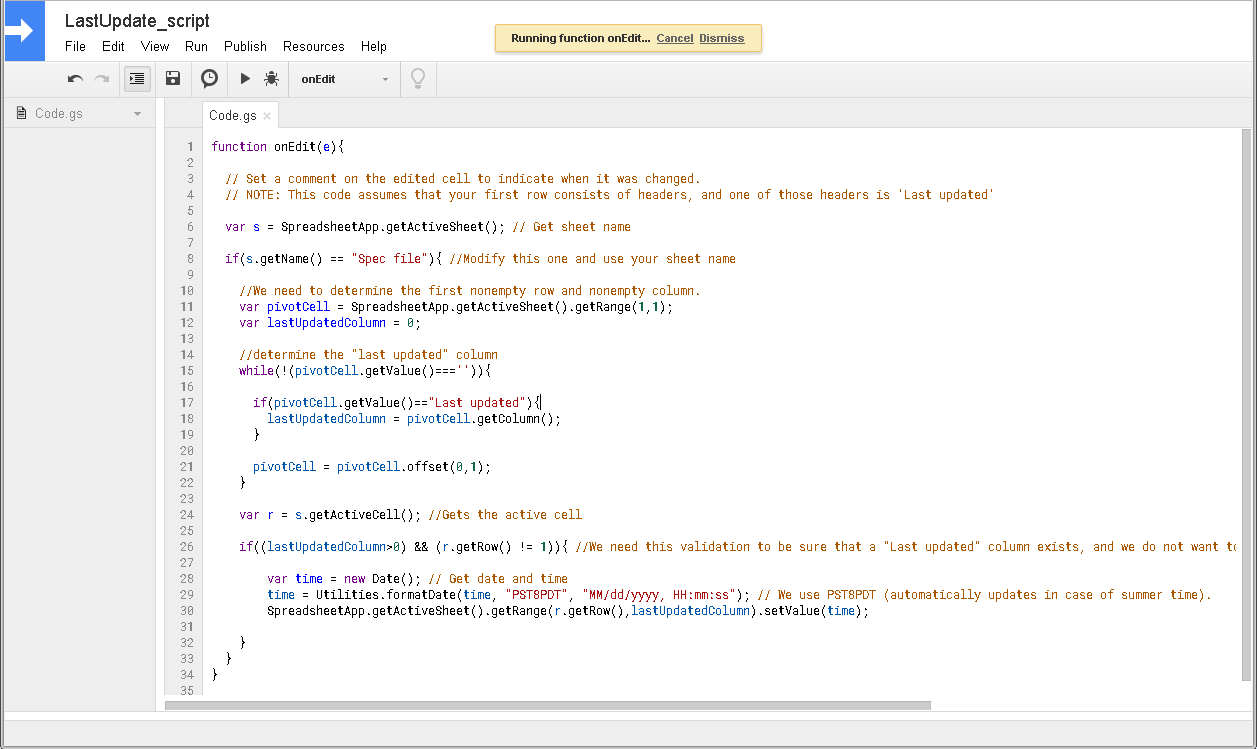 LastUpdate_script
File Edit View Run Publish Resources Help
Running function onEdit... Cancel Dismiss
onEdit
Code.gs
Code.gs ×
1 function onEdit(e){
2
3 // Set a comment on the edited cell to indicate when it was changed.
4 // NOTE: This code assumes that your first row consists of headers, and one of those headers is 'Last updated'
5
6 var s = SpreadsheetApp.getActiveSheet(); // Get sheet name
7
8 if(s.getName() == "Spec file"){ //Modify this one and use your sheet name
9
10 //We need to determine the first nonempty row and nonempty column.
11 var pivotCell = SpreadsheetApp.getActiveSheet().getRange(1,1);
12 var lastUpdatedColumn = 0;
13
14 //determine the "last updated" column
15 while(!(pivotCell.getValue()==='')){
16
17 if(pivotCell.getValue()=="Last updated"){
18 lastUpdatedColumn = pivotCell.getColumn();
19 }
20
21 pivotCell = pivotCell.offset(0,1);
22 }
23
24 var r = s.getActiveCell(); //Gets the active cell
25
26 if((lastUpdatedColumn>0) && (r.getRow() != 1)){ //We need this validation to be sure that a "Last updated" column exists, and we do not want to
27
28 var time = new Date(); // Get date and time
29 time = Utilities.formatDate(time, "PST8PDT", "MM/dd/yyyy, HH:mm:ss"); // We use PST8PDT (automatically updates in case of summer time).
30 SpreadsheetApp.getActiveSheet().getRange(r.getRow(),lastUpdatedColumn).setValue(time);
31
32 }
33 }
34 }
35